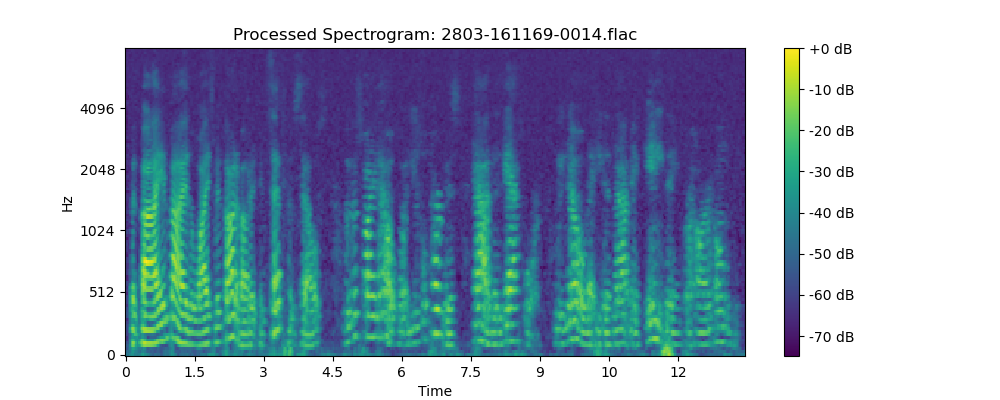 Processed Spectrogram: 2803-161169-0014.flac
Hz
4096
2048
1024
512
0
0 1.5 3 4.5 6 7.5 9 10 12
Time
+0 dB
-10 dB
-20 dB
-30 dB
-40 dB
-50 dB
-60 dB
-70 dB